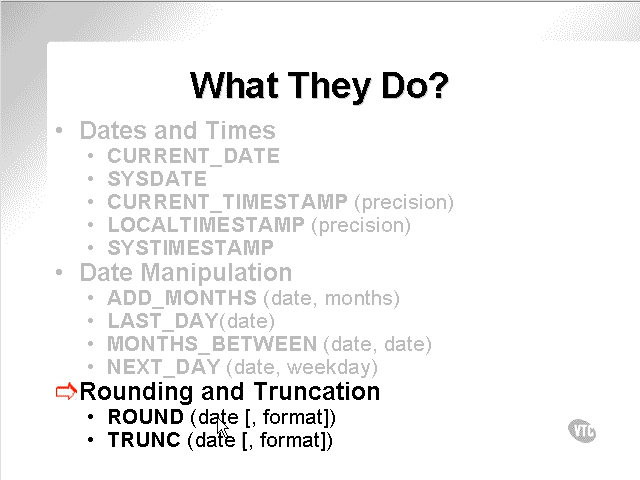 What They Do?
• Dates and Times
• CURRENT_DATE
• SYSDATE
• CURRENT_TIMESTAMP (precision)
• LOCALTIMESTAMP (precision)
• SYSTIMESTAMP
• Date Manipulation
• ADD_MONTHS (date, months)
• LAST_DAY(date)
• MONTHS_BETWEEN (date, date)
• NEXT_DAY (date, weekday)
⇨Rounding and Truncation
• ROUND (date [, format])
• TRUNC (date [, format])
VTC